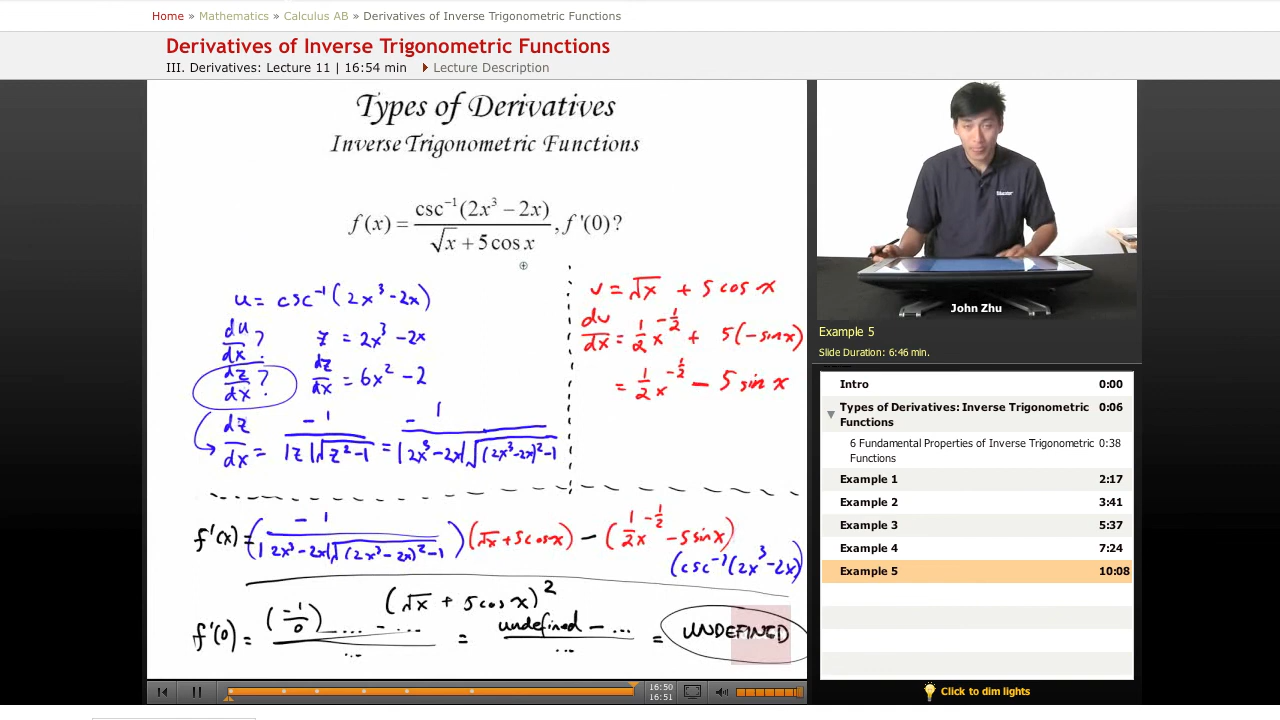 Home » Mathematics » Calculus AB » Derivatives of Inverse Trigonometric Functions
Derivatives of Inverse Trigonometric Functions
III. Derivatives: Lecture 11 | 16:54 min Lecture Description
Types of Derivatives
Inverse Trigonometric Functions
f(x) = csc⁻¹(2x³ − 2x) / (√x + 5 cos x), f'(0)?
u = csc⁻¹(2x³ − 2x)
du/dx? z = 2x³ − 2x
dz/dx? dz/dx = 6x² − 2
dz/dx = −1 / (|z|√(z² − 1)) = −1 / (|2x³ − 2x|√((2x³ − 2x)² − 1))
v = √x + 5 cos x
dv/dx = 1/2 x^(−1/2) + 5(−sin x)
= 1/2 x^(−1/2) − 5 sin x
f'(x) = (−1 / (|2x³ − 2x|√((2x³ − 2x)² − 1)))(√x + 5 cos x) − (1/2 x^(−1/2) − 5 sin x)
(csc⁻¹(2x³ − 2x))
(√x + 5 cos x)²
f'(0) = (−1/0) ... − ... / ... = undefined − ... / ... = UNDEFINED
Educator
John Zhu
Example 5
Slide Duration: 6:46 min.
Intro 0:00
Types of Derivatives: Inverse Trigonometric 0:06
Functions
6 Fundamental Properties of Inverse Trigonometric 0:38
Functions
Example 1 2:17
Example 2 3:41
Example 3 5:37
Example 4 7:24
Example 5 10:08
16:50
16:51
Click to dim lights